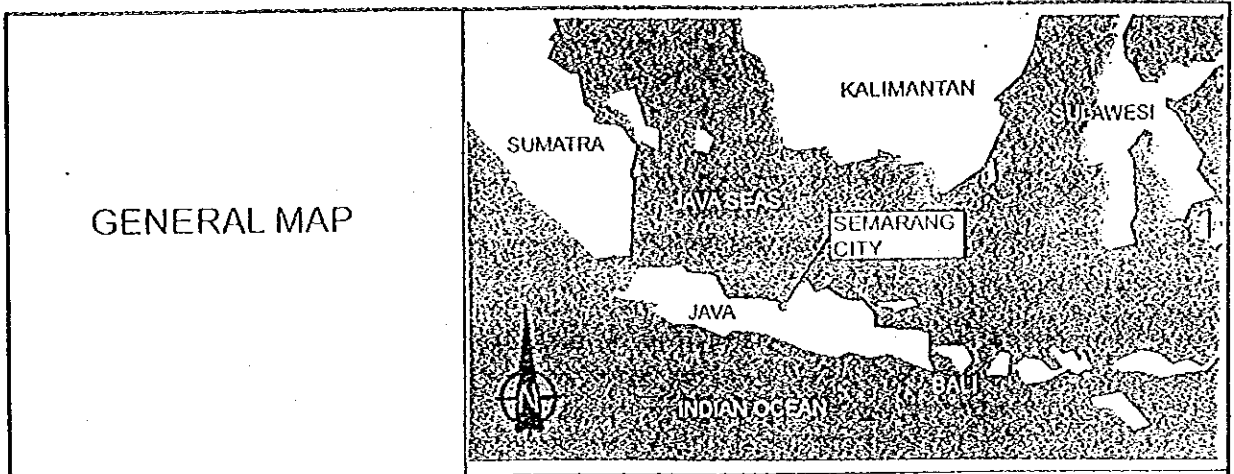 GENERAL MAP
KALIMANTAN
SULAWESI
SUMATRA
JAVA SEAS
SEMARANG
CITY
JAVA
BALI
N
INDIAN OCEAN